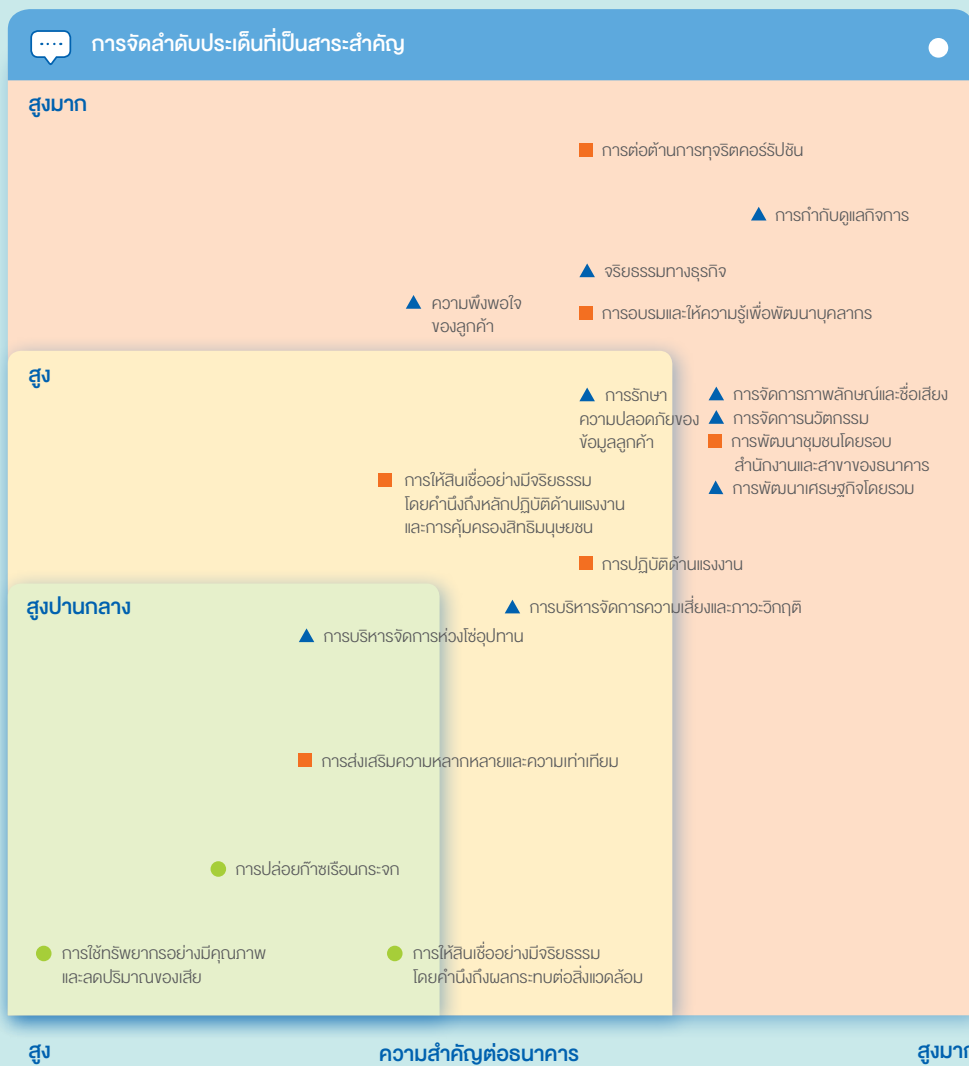 การจัดลำดับประเด็นที่เป็นสาระสำคัญ
สูงมาก
การต่อต้านการทุจริตคอร์รัปชัน
การกำกับดูแลกิจการ
จริยธรรมทางธุรกิจ
ความพึงพอใจ
ของลูกค้า
การอบรมและให้ความรู้เพื่อพัฒนาบุคลากร
สูง
การรักษา
ความปลอดภัยของ
ข้อมูลลูกค้า
การจัดการภาพลักษณ์และชื่อเสียง
การจัดการนวัตกรรม
การพัฒนาชุมชนโดยรอบ
สำนักงานและสาขาของธนาคาร
การพัฒนาเศรษฐกิจโดยรวม
การให้สินเชื่ออย่างมีจริยธรรม
โดยคำนึงถึงหลักปฏิบัติด้านแรงงาน
และการคุ้มครองสิทธิมนุษยชน
การปฏิบัติด้านแรงงาน
สูงปานกลาง
การบริหารจัดการความเสี่ยงและภาวะวิกฤติ
การบริหารจัดการห่วงโซ่อุปทาน
การส่งเสริมความหลากหลายและความเท่าเทียม
การปล่อยก๊าซเรือนกระจก
การใช้ทรัพยากรอย่างมีคุณภาพ
และลดปริมาณของเสีย
การให้สินเชื่ออย่างมีจริยธรรม
โดยคำนึงถึงผลกระทบต่อสิ่งแวดล้อม
สูง
ความสำคัญต่อธนาคาร
สูงมาก